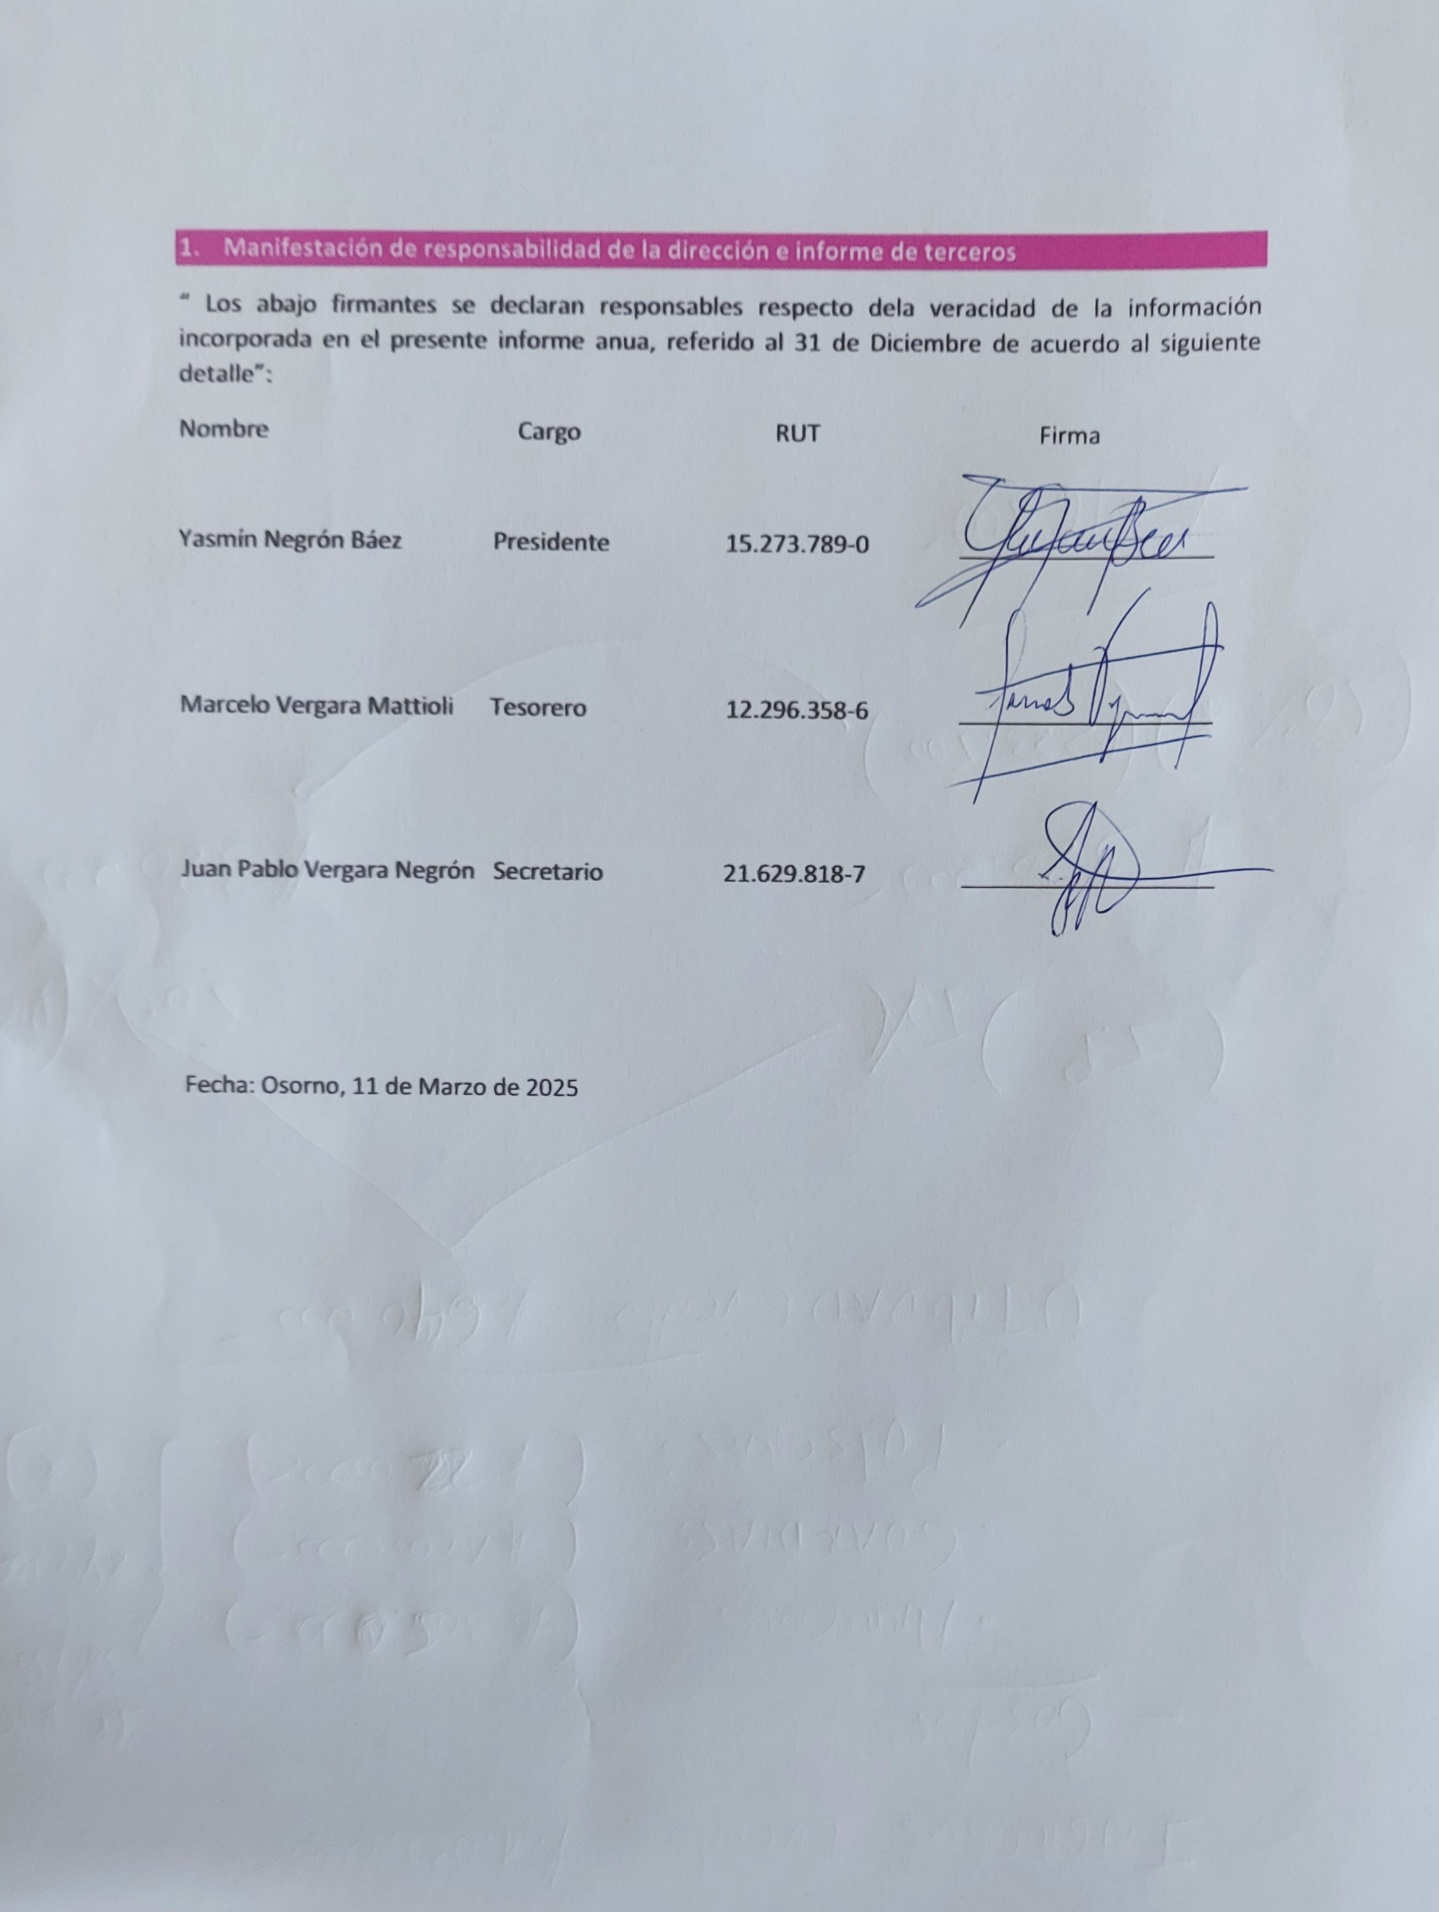 1. Manifestación de responsabilidad de la dirección e informe de terceros
“ Los abajo firmantes se declaran responsables respecto dela veracidad de la información
incorporada en el presente informe anua, referido al 31 de Diciembre de acuerdo al siguiente
detalle”:
Nombre Cargo RUT Firma
Yasmín Negrón Báez Presidente 15.273.789-0
Marcelo Vergara Mattioli Tesorero 12.296.358-6
Juan Pablo Vergara Negrón Secretario 21.629.818-7
Fecha: Osorno, 11 de Marzo de 2025